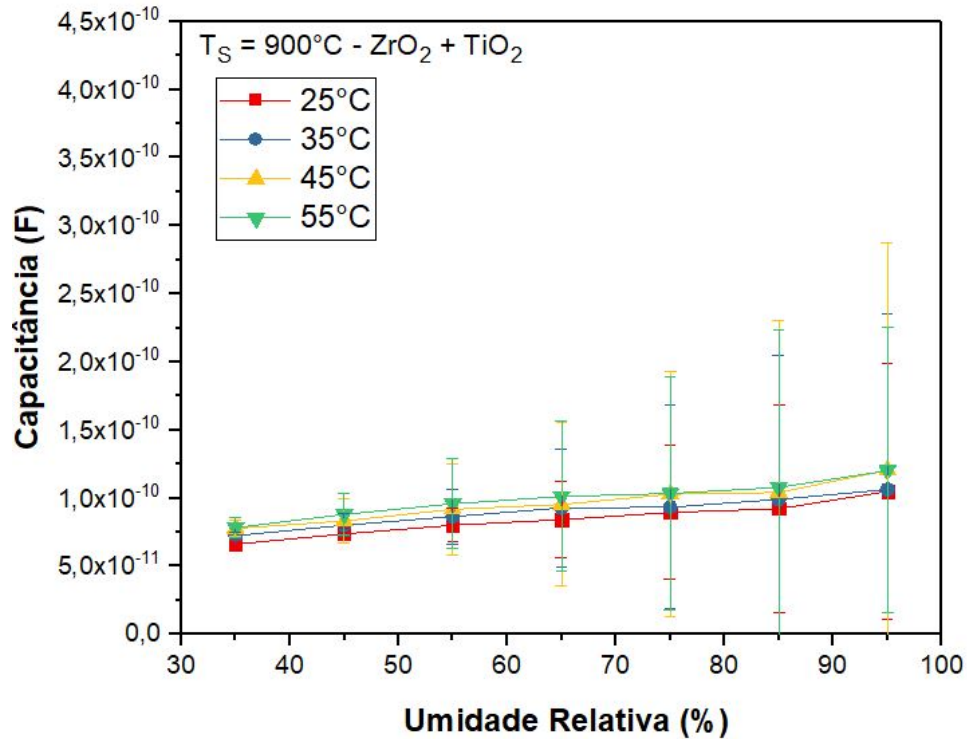 T_S = 900°C - ZrO₂ + TiO₂
25°C
35°C
45°C
55°C
Capacitância (F)
4,5x10⁻¹⁰
4,0x10⁻¹⁰
3,5x10⁻¹⁰
3,0x10⁻¹⁰
2,5x10⁻¹⁰
2,0x10⁻¹⁰
1,5x10⁻¹⁰
1,0x10⁻¹⁰
5,0x10⁻¹¹
0,0
30 40 50 60 70 80 90 100
Umidade Relativa (%)